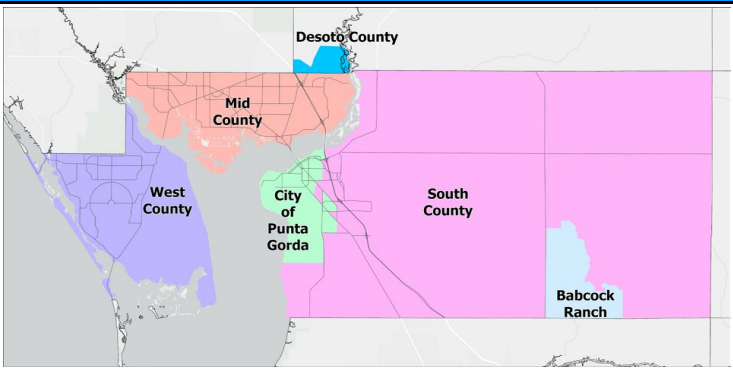 Desoto County
Mid
County
West
County
City
of
Punta
Gorda
South
County
Babcock
Ranch